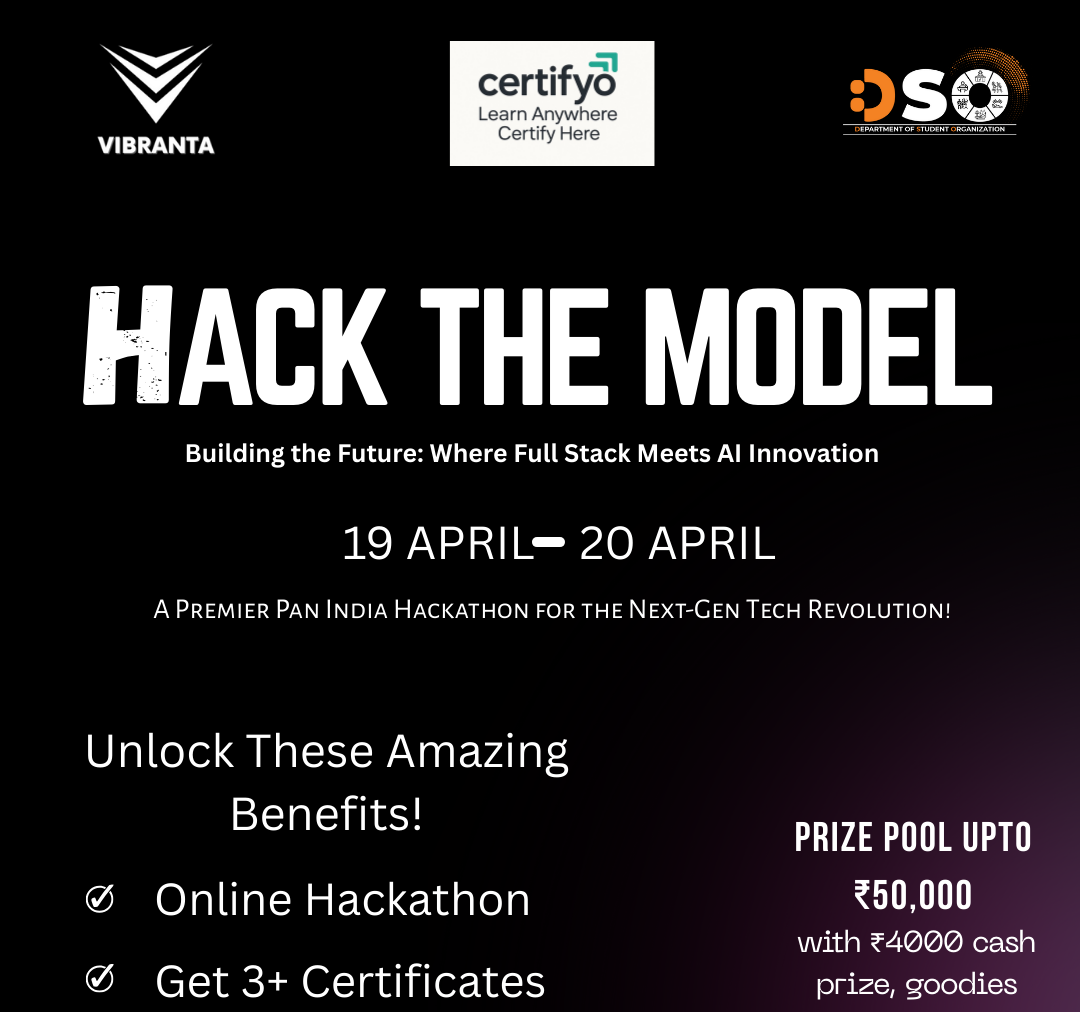 VIBRANTA
certifyo
Learn Anywhere
Certify Here
DSO
DEPARTMENT OF STUDENT ORGANIZATION
HACK THE MODEL
Building the Future: Where Full Stack Meets AI Innovation
19 APRIL– 20 APRIL
A Premier Pan India Hackathon for the Next-Gen Tech Revolution!
Unlock These Amazing
Benefits!
Online Hackathon
Get 3+ Certificates
PRIZE POOL UPTO
₹50,000
with ₹4000 cash
prize, goodies